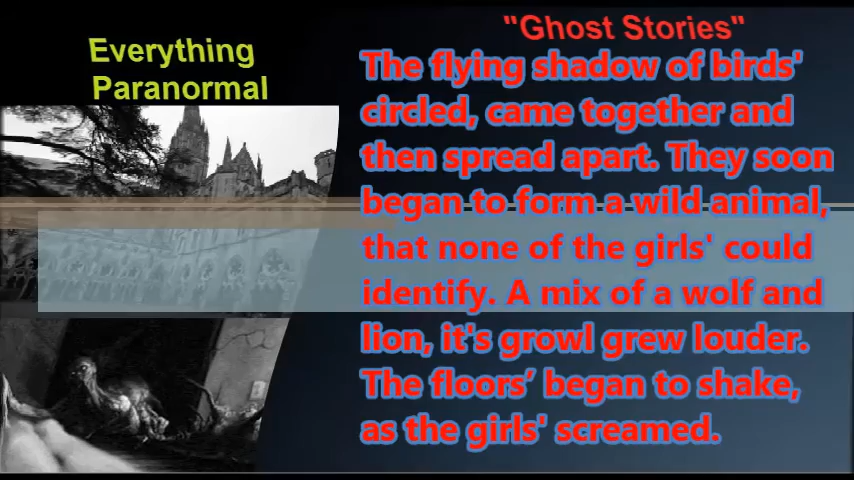 Everything
Paranormal
"Ghost Stories"
The flying shadow of birds'
circled, came together and
then spread apart. They soon
began to form a wild animal,
that none of the girls' could
identify. A mix of a wolf and
lion, it's growl grew louder.
The floors’ began to shake,
as the girls' screamed.